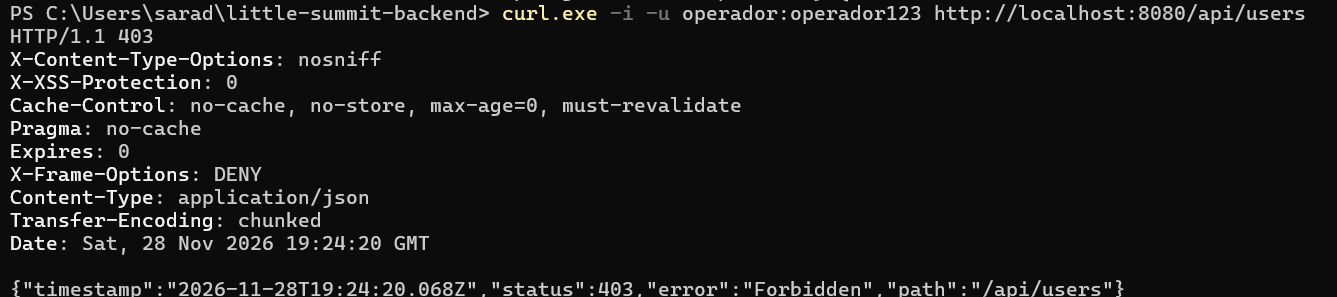 PS C:\Users\sarad\little-summit-backend> curl.exe -i -u operador:operador123 http://localhost:8080/api/users
HTTP/1.1 403
X-Content-Type-Options: nosniff
X-XSS-Protection: 0
Cache-Control: no-cache, no-store, max-age=0, must-revalidate
Pragma: no-cache
Expires: 0
X-Frame-Options: DENY
Content-Type: application/json
Transfer-Encoding: chunked
Date: Sat, 28 Nov 2026 19:24:20 GMT
{"timestamp":"2026-11-28T19:24:20.068Z","status":403,"error":"Forbidden","path":"/api/users"}